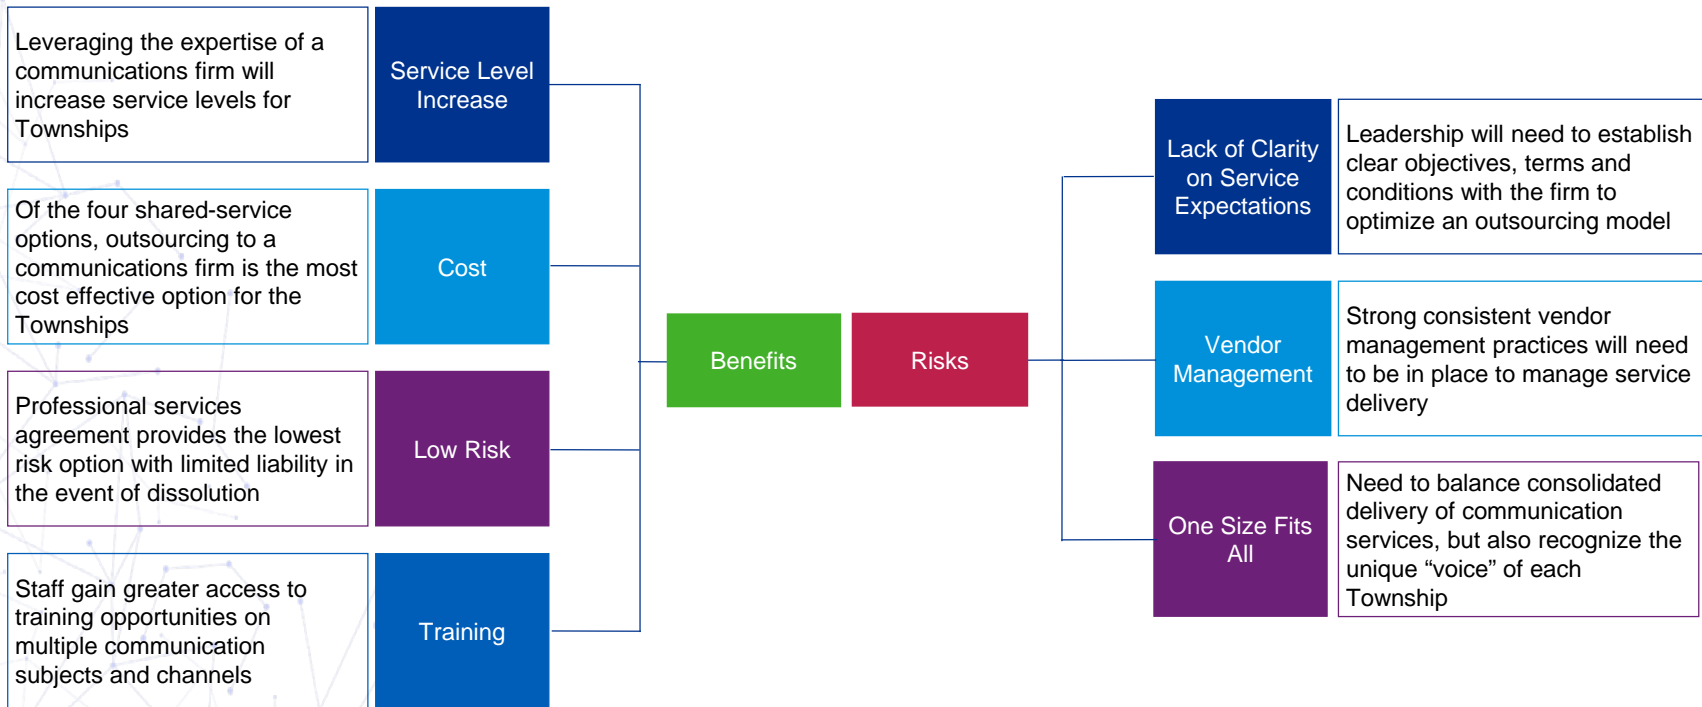 Leveraging the expertise of a
communications firm will
increase service levels for
Townships
Service Level
Increase
Of the four shared-service
options, outsourcing to a
communications firm is the most
cost effective option for the
Townships
Cost
Professional services
agreement provides the lowest
risk option with limited liability in
the event of dissolution
Low Risk
Staff gain greater access to
training opportunities on
multiple communication
subjects and channels
Training
Benefits
Risks
Lack of Clarity
on Service
Expectations
Leadership will need to establish
clear objectives, terms and
conditions with the firm to
optimize an outsourcing model
Vendor
Management
Strong consistent vendor
management practices will need
to be in place to manage service
delivery
One Size Fits
All
Need to balance consolidated
delivery of communication
services, but also recognize the
unique “voice” of each
Township